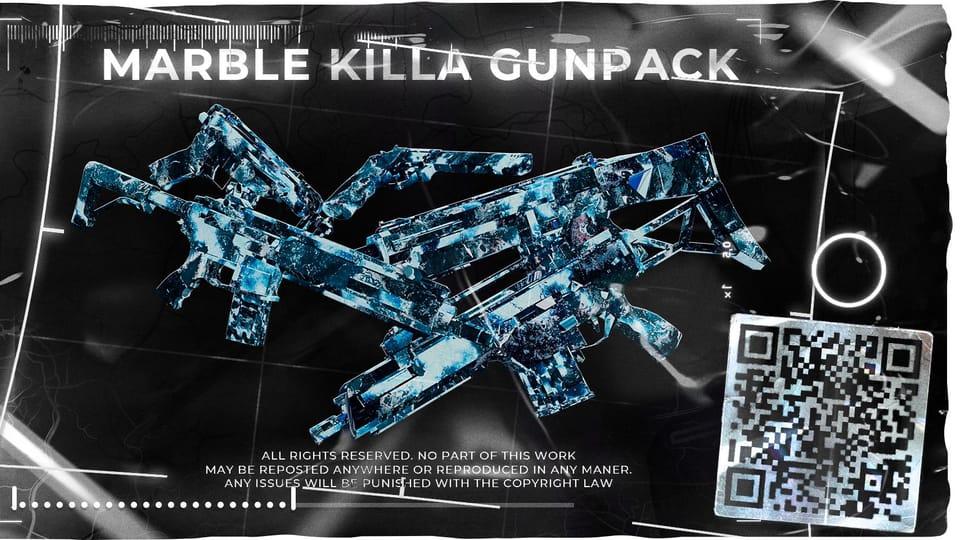 MARBLE KILLA GUNPACK
ALL RIGHTS RESERVED. NO PART OF THIS WORK
MAY BE REPOSTED ANYWHERE OR REPRODUCED IN ANY MANER.
ANY ISSUES WILL BE PUNISHED WITH THE COPYRIGHT LAW